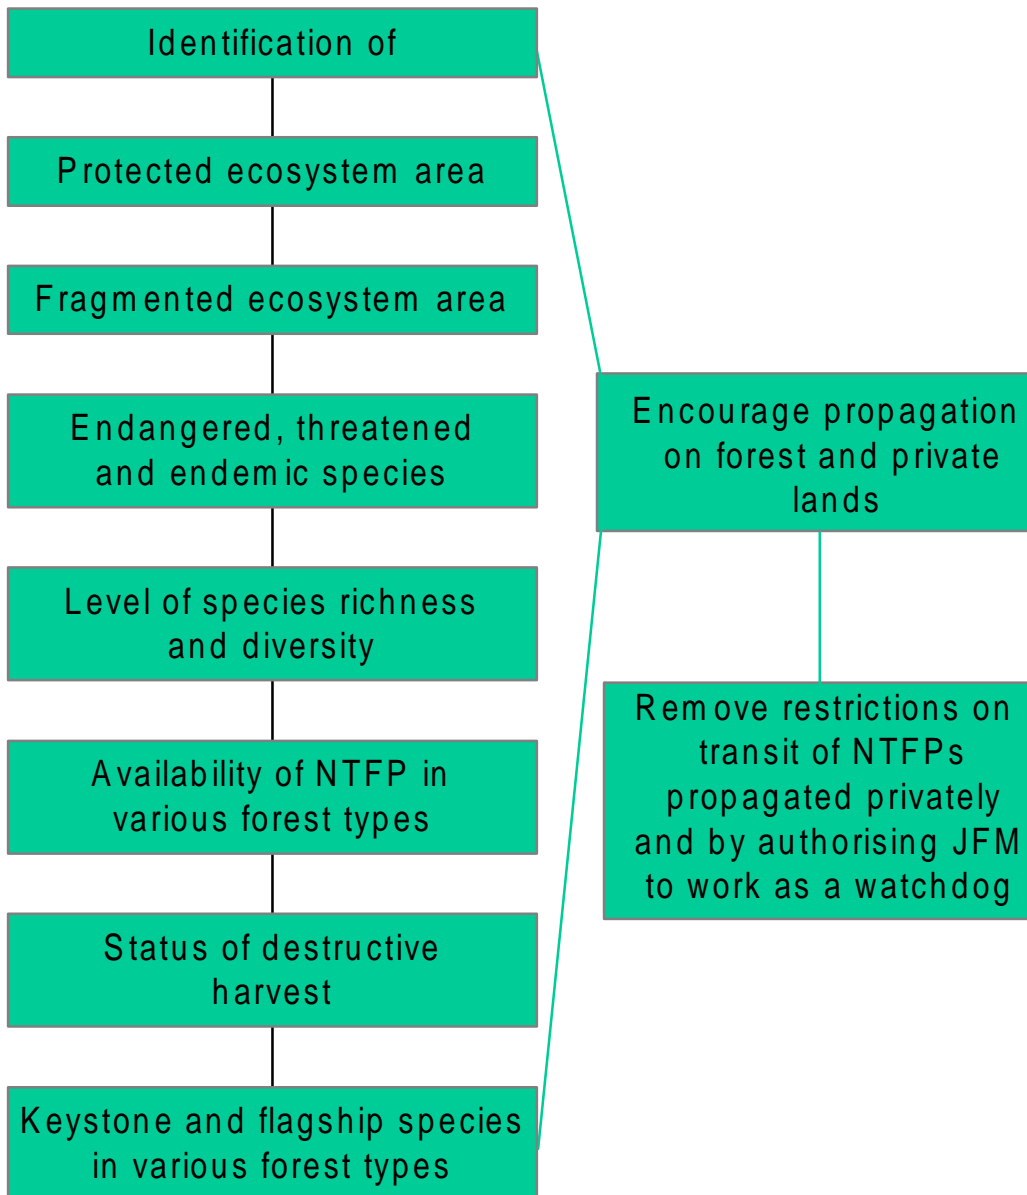 Identification of
Protected ecosystem area
Fragmented ecosystem area
Endangered, threatened
and endemic species
Level of species richness
and diversity
Availability of NTFP in
various forest types
Status of destructive
harvest
Keystone and flagship species
in various forest types
Encourage propagation
on forest and private
lands
Remove restrictions on
transit of NTFPs
propagated privately
and by authorising JFM
to work as a watchdog